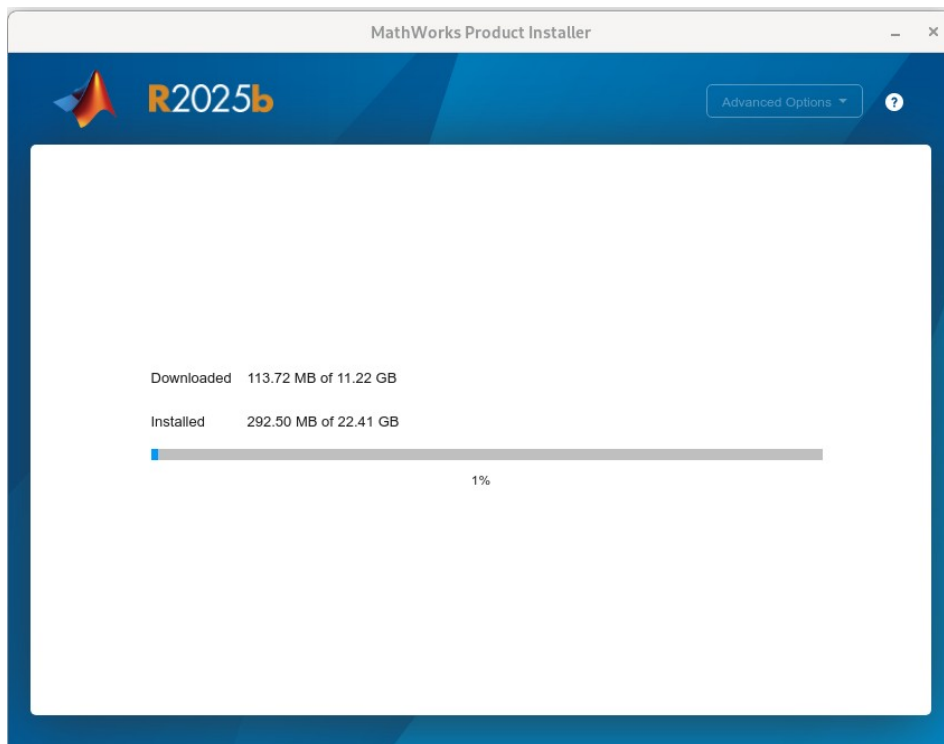 MathWorks Product Installer
R2025b
Advanced Options
?
Downloaded 113.72 MB of 11.22 GB
Installed 292.50 MB of 22.41 GB
1%